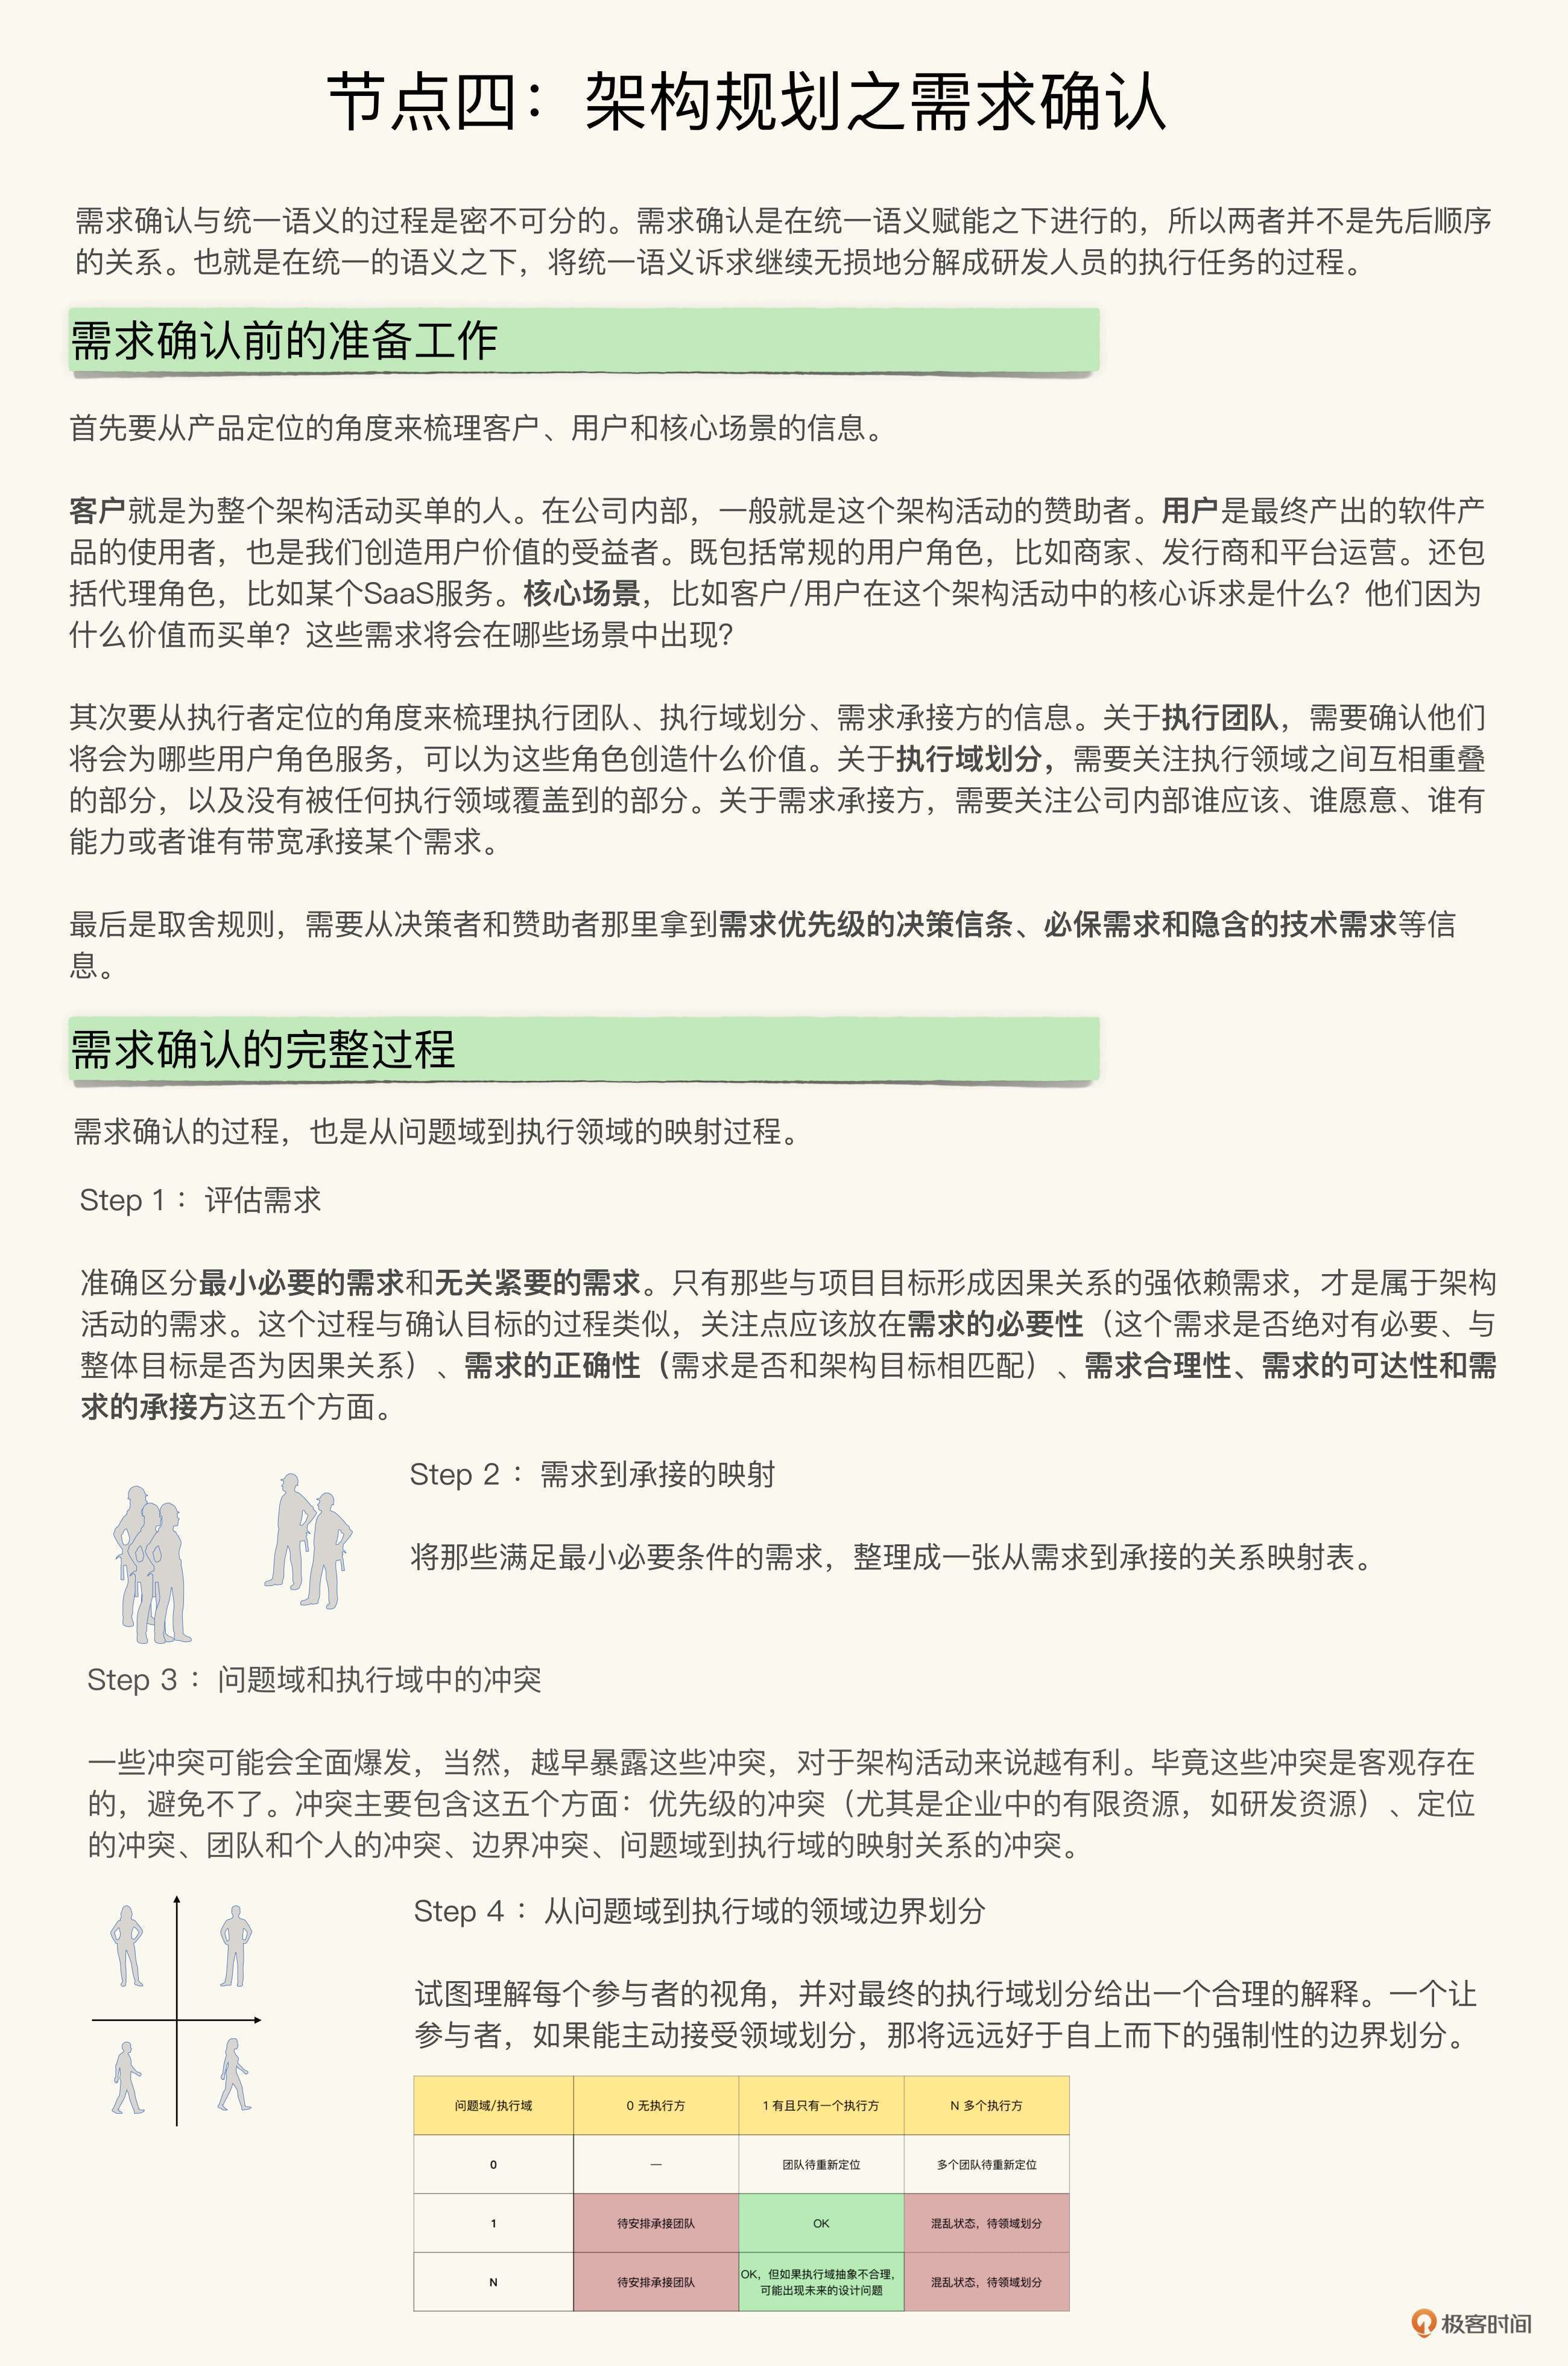 节点四：架构规划之需求确认
需求确认与统一语义的过程是密不可分的。需求确认是在统一语义赋能之下进行的，所以两者并不是先后顺序
的关系。也就是在统一的语义之下，将统一语义诉求继续无损地分解成研发人员的执行任务的过程。
需求确认前的准备工作
首先要从产品定位的角度来梳理客户、用户和核心场景的信息。
客户就是为整个架构活动买单的人。在公司内部，一般就是这个架构活动的赞助者。用户是最终产出的软件产
品的使用者，也是我们创造用户价值的受益者。既包括常规的用户角色，比如商家、发行商和平台运营。还包
括代理角色，比如某个SaaS服务。核心场景，比如客户/用户在这个架构活动中的核心诉求是什么？他们因为
什么价值而买单？这些需求将会在哪些场景中出现？
其次要从执行者定位的角度来梳理执行团队、执行域划分、需求承接方的信息。关于执行团队，需要确认他们
将会为哪些用户角色服务，可以为这些角色创造什么价值。关于执行域划分，需要关注执行领域之间互相重叠
的部分，以及没有被任何执行领域覆盖到的部分。关于需求承接方，需要关注公司内部谁应该、谁愿意、谁有
能力或者谁有带宽承接某个需求。
最后是取舍规则，需要从决策者和赞助者那里拿到需求优先级的决策信条、必保需求和隐含的技术需求等信
息。
需求确认的完整过程
需求确认的过程，也是从问题域到执行领域的映射过程。
Step 1：评估需求
准确区分最小必要的需求和无关紧要的需求。只有那些与项目目标形成因果关系的强依赖需求，才是属于架构
活动的需求。这个过程与确认目标的过程类似，关注点应该放在需求的必要性（这个需求是否绝对有必要、与
整体目标是否为因果关系）、需求的正确性（需求是否和架构目标相匹配）、需求合理性、需求的可达性和需
求的承接方这五个方面。
Step 2：需求到承接的映射
将那些满足最小必要条件的需求，整理成一张从需求到承接的关系映射表。
Step 3：问题域和执行域中的冲突
一些冲突可能会全面爆发，当然，越早暴露这些冲突，对于架构活动来说越有利。毕竟这些冲突是客观存在
的，避免不了。冲突主要包含这五个方面：优先级的冲突（尤其是企业中的有限资源，如研发资源）、定位
的冲突、团队和个人的冲突、边界冲突、问题域到执行域的映射关系的冲突。
Step 4：从问题域到执行域的领域边界划分
试图理解每个参与者的视角，并对最终的执行域划分给出一个合理的解释。一个让
参与者，如果能主动接受领域划分，那将远远好于自上而下的强制性的边界划分。
问题域/执行域 0 无执行方 1 有且只有一个执行方 N 多个执行方
0 — 团队待重新定位 多个团队待重新定位
1 待安排承接团队 OK 混乱状态，待领域划分
N 待安排承接团队 OK，但如果执行域抽象不合理， 混乱状态，待领域划分
可能出现未来的设计问题
极客时间